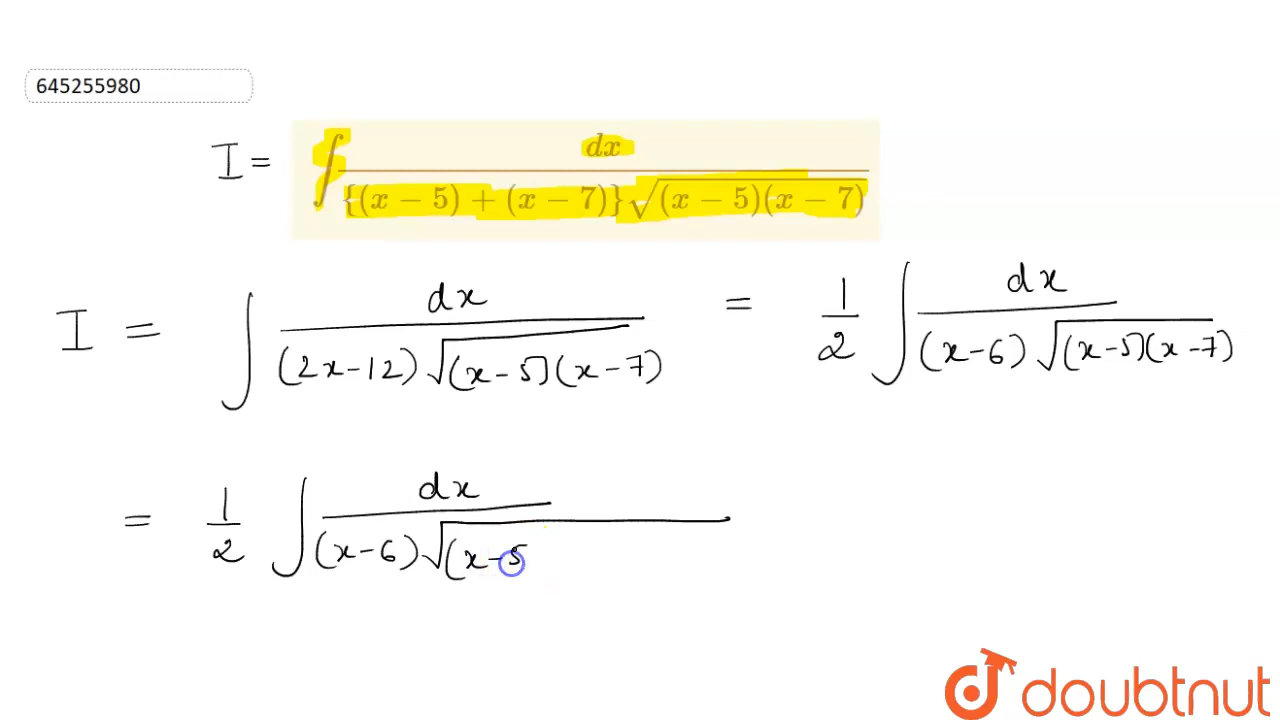 645255980
I = ∫ dx / {(x − 5) + (x − 7)}√(x − 5)(x − 7)
I = ∫ dx / (2x−12)√(x−5)(x−7) = 1/2 ∫ dx / (x−6)√(x−5)(x−7)
= 1/2 ∫ dx / (x−6)√(x−5
doubtnut